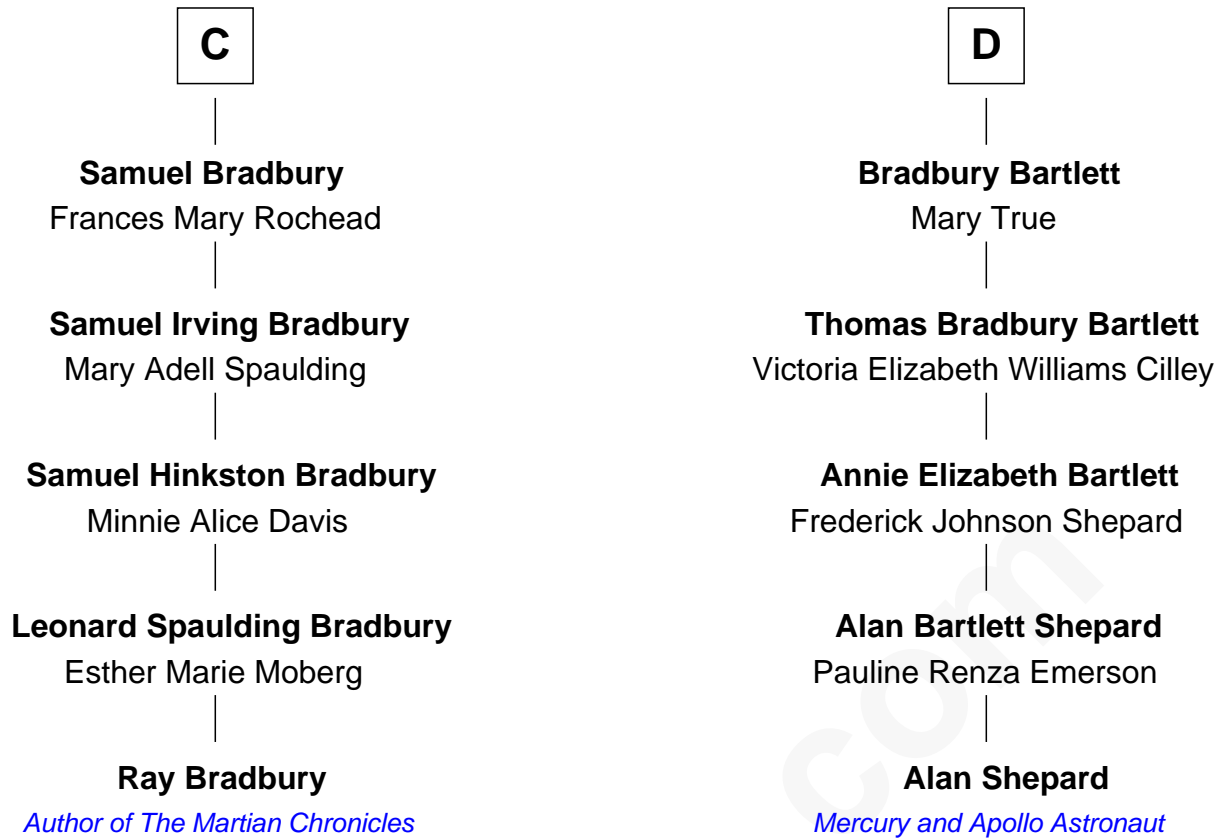 C
Samuel Bradbury
Frances Mary Rochead
Samuel Irving Bradbury
Mary Adell Spaulding
Samuel Hinkston Bradbury
Minnie Alice Davis
Leonard Spaulding Bradbury
Esther Marie Moberg
Ray Bradbury
Author of The Martian Chronicles
D
Bradbury Bartlett
Mary True
Thomas Bradbury Bartlett
Victoria Elizabeth Williams Cilley
Annie Elizabeth Bartlett
Frederick Johnson Shepard
Alan Bartlett Shepard
Pauline Renza Emerson
Alan Shepard
Mercury and Apollo Astronaut
com